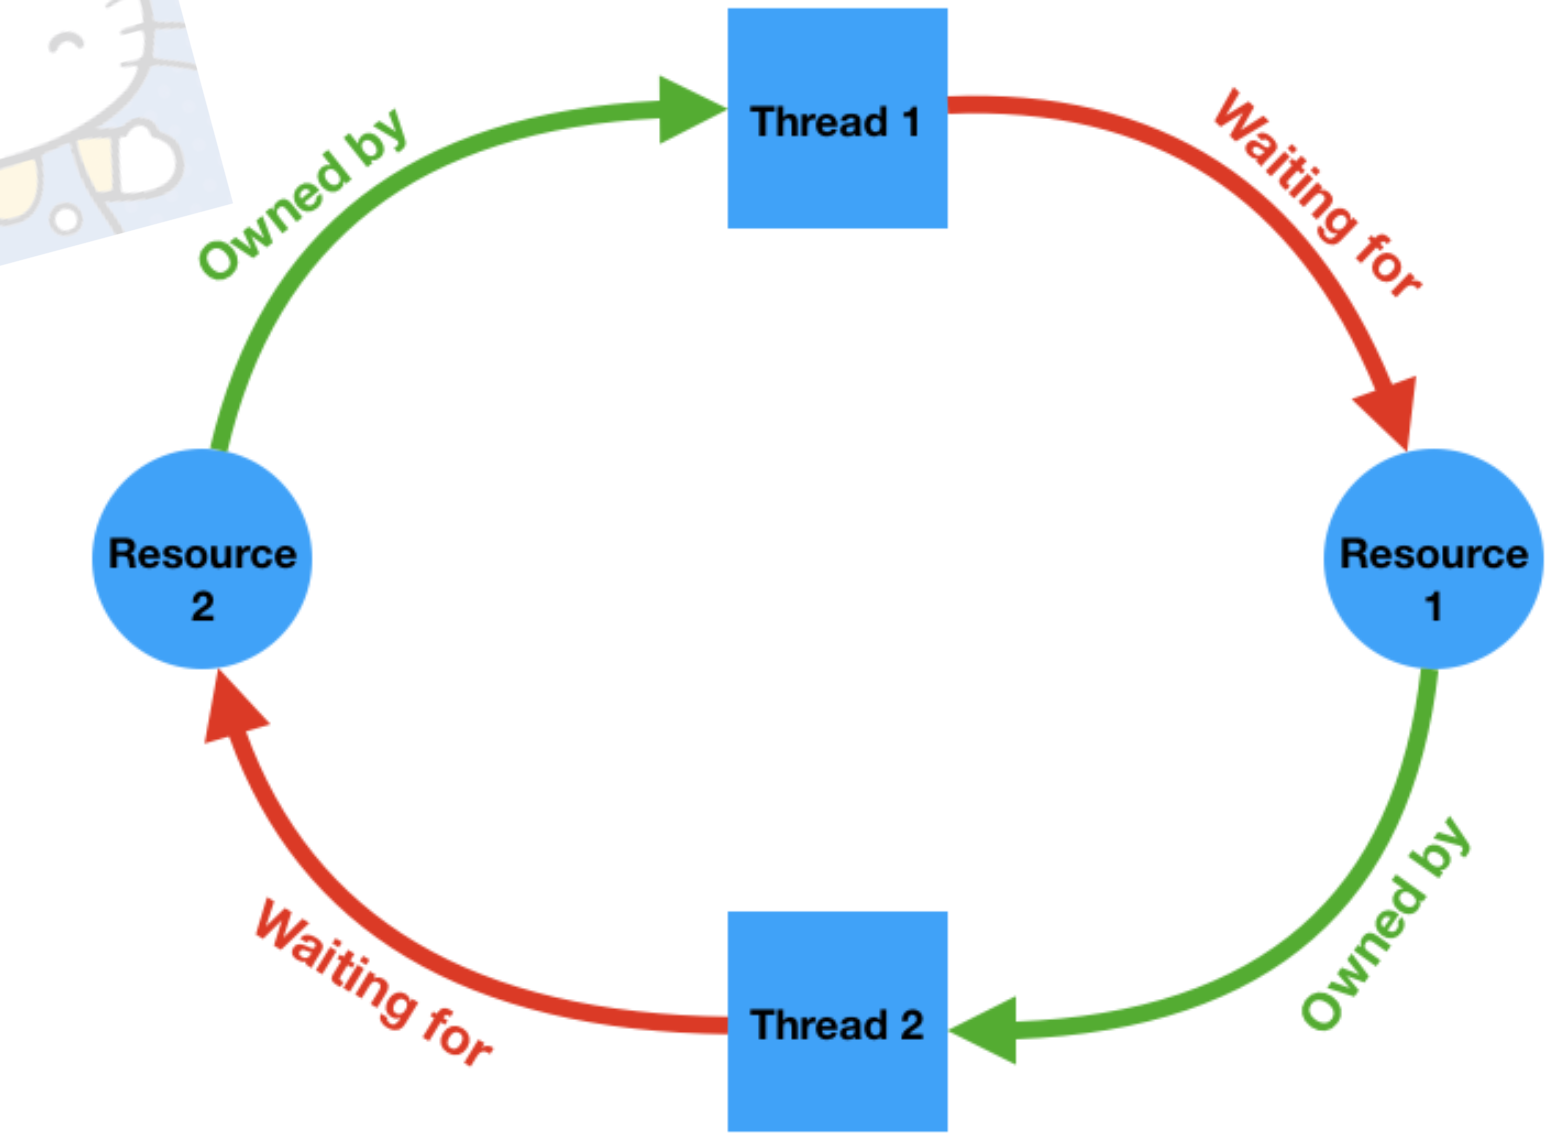 Thread 1
Owned by
Waiting for
Resource
2
Resource
1
Waiting for
Thread 2
Owned by